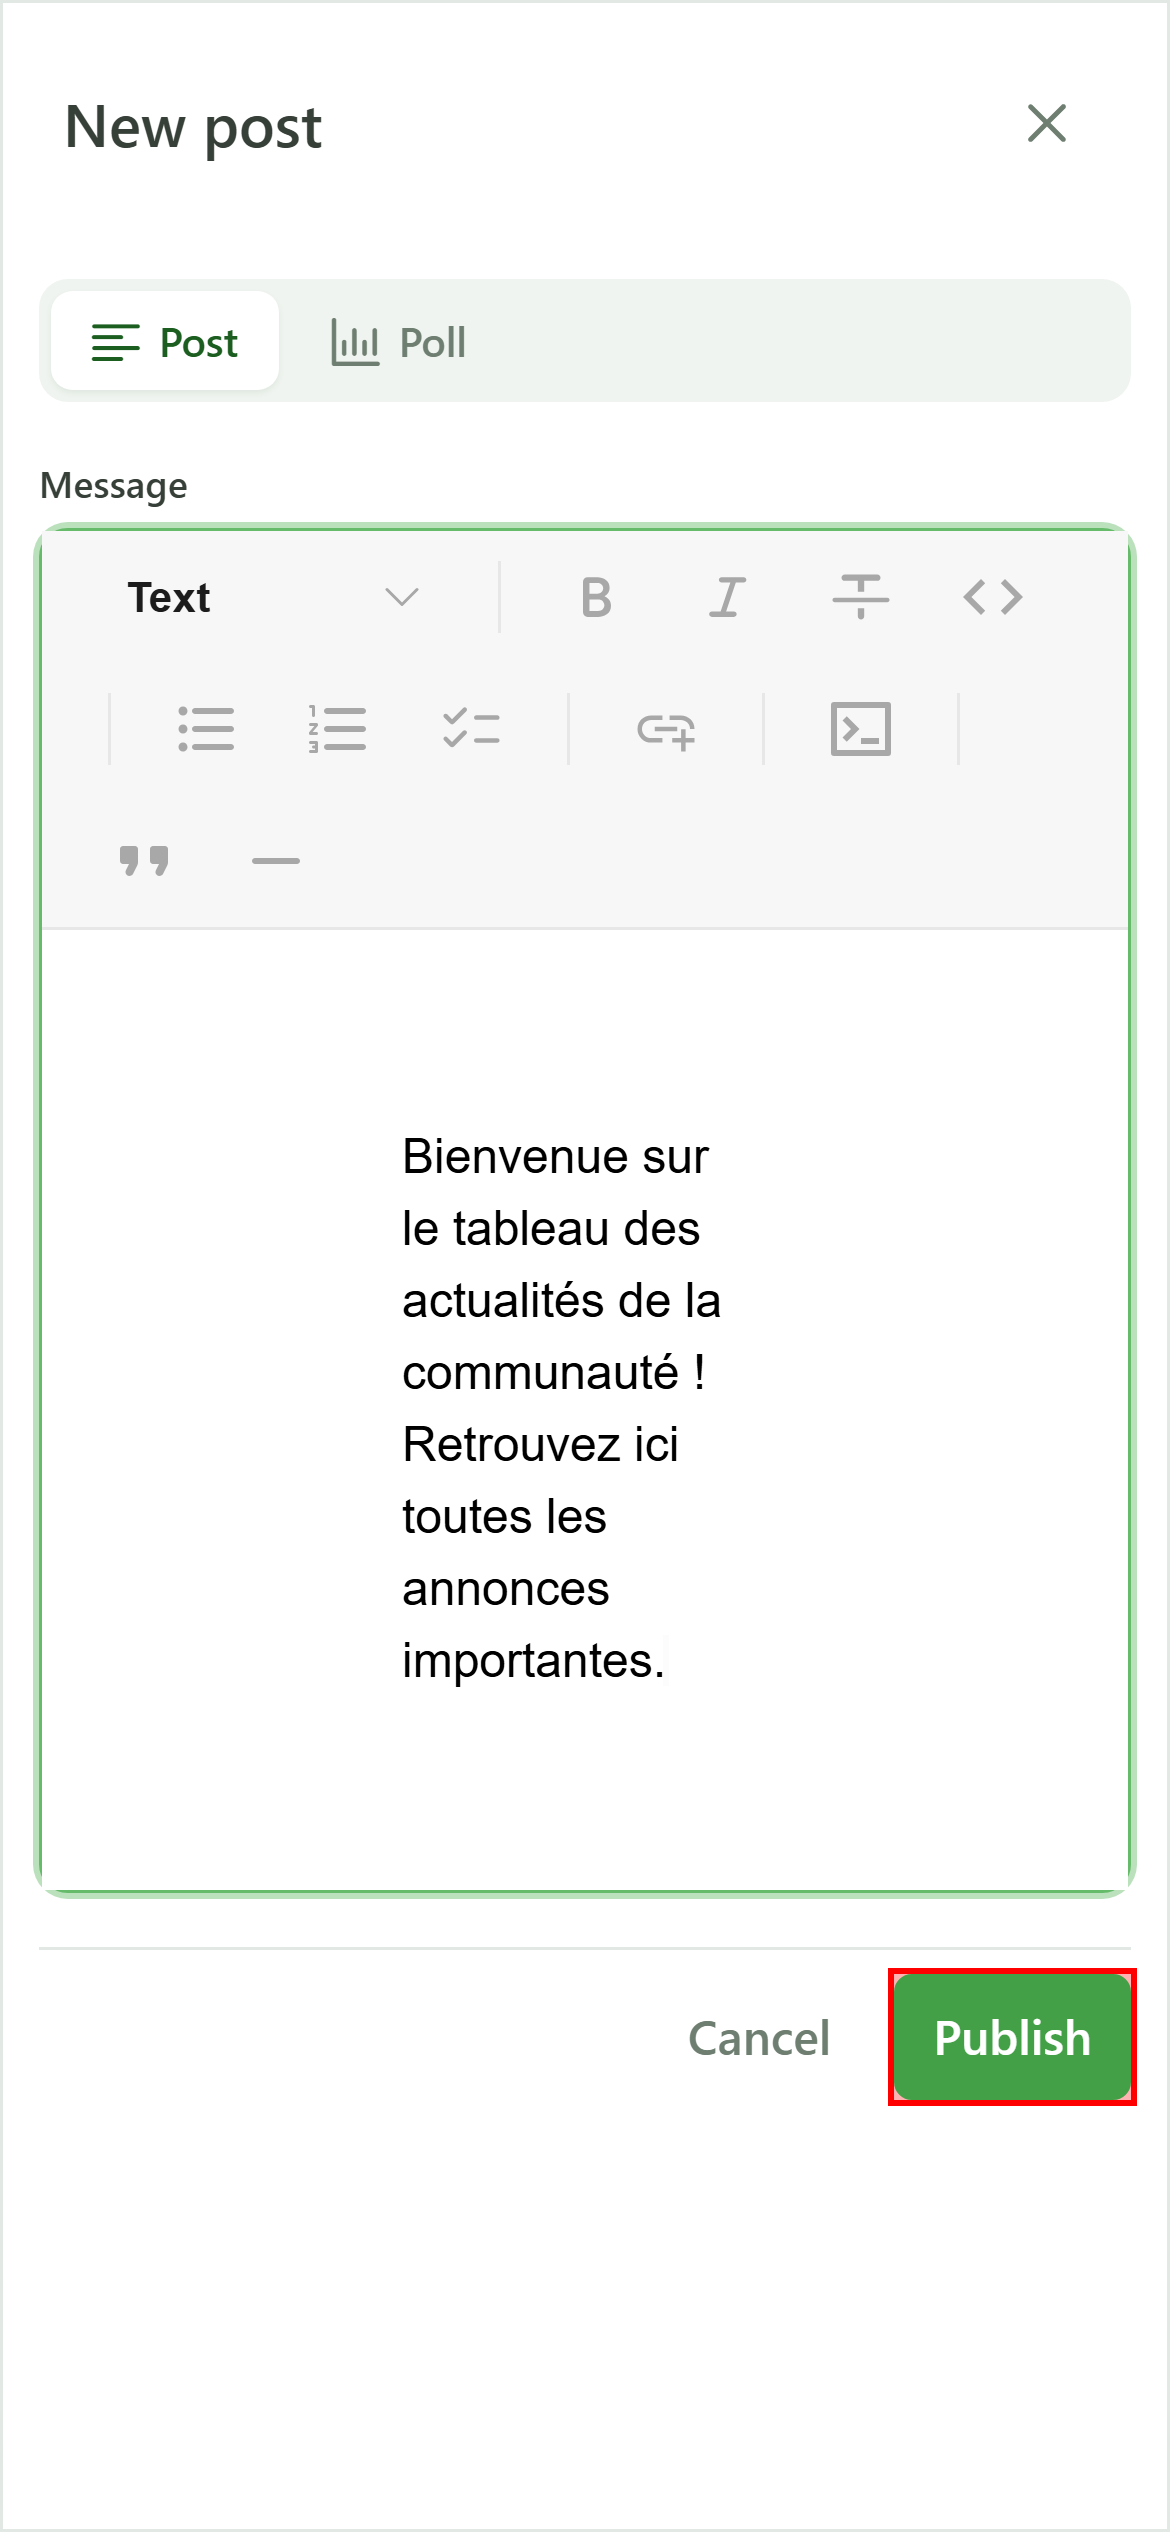 New post
Post
Poll
Message
Text
Bienvenue sur
le tableau des
actualités de la
communauté !
Retrouvez ici
toutes les
annonces
importantes.
Cancel
Publish